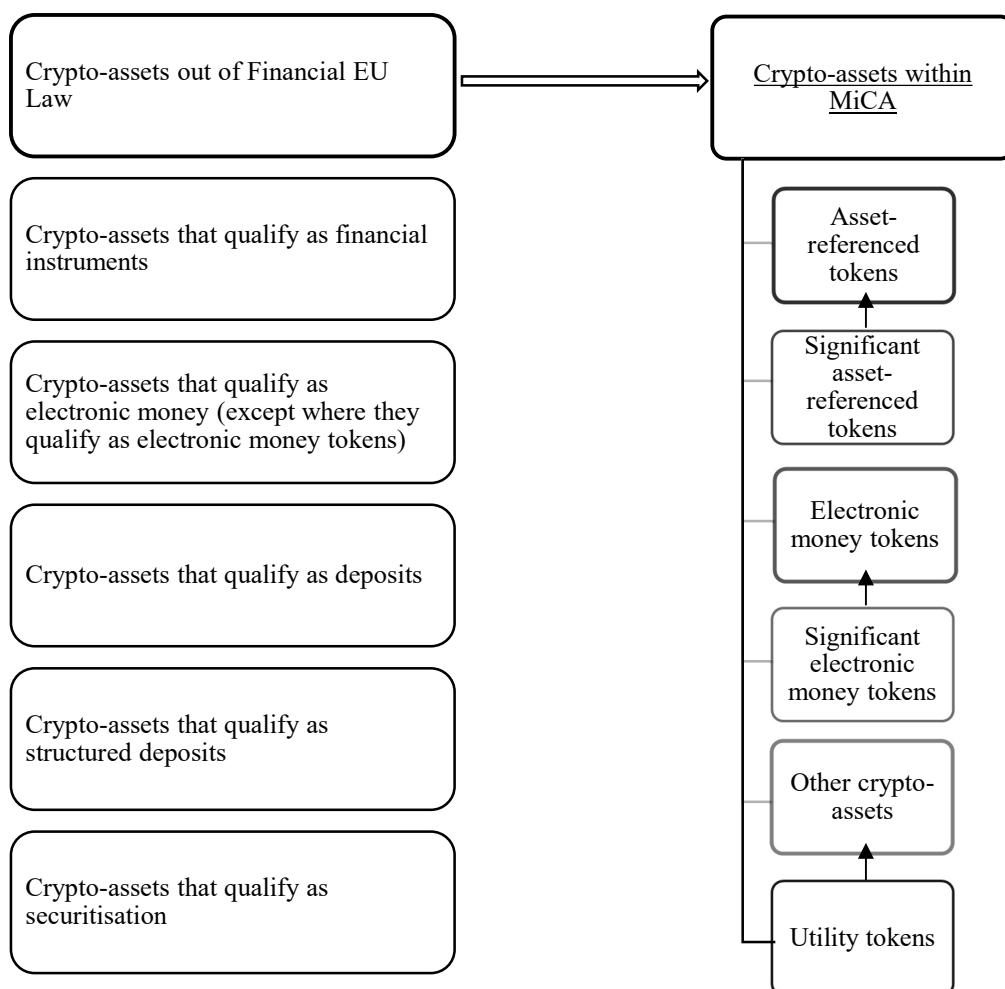 Crypto-assets out of Financial EU
Law
Crypto-assets that qualify as financial
instruments
Crypto-assets that qualify as
electronic money (except where they
qualify as electronic money tokens)
Crypto-assets that qualify as deposits
Crypto-assets that qualify as
structured deposits
Crypto-assets that qualify as
securitisation
Crypto-assets within
MiCA
Asset-
referenced
tokens
Significant
asset-
referenced
tokens
Electronic
money tokens
Significant
electronic
money tokens
Other crypto-
assets
Utility tokens